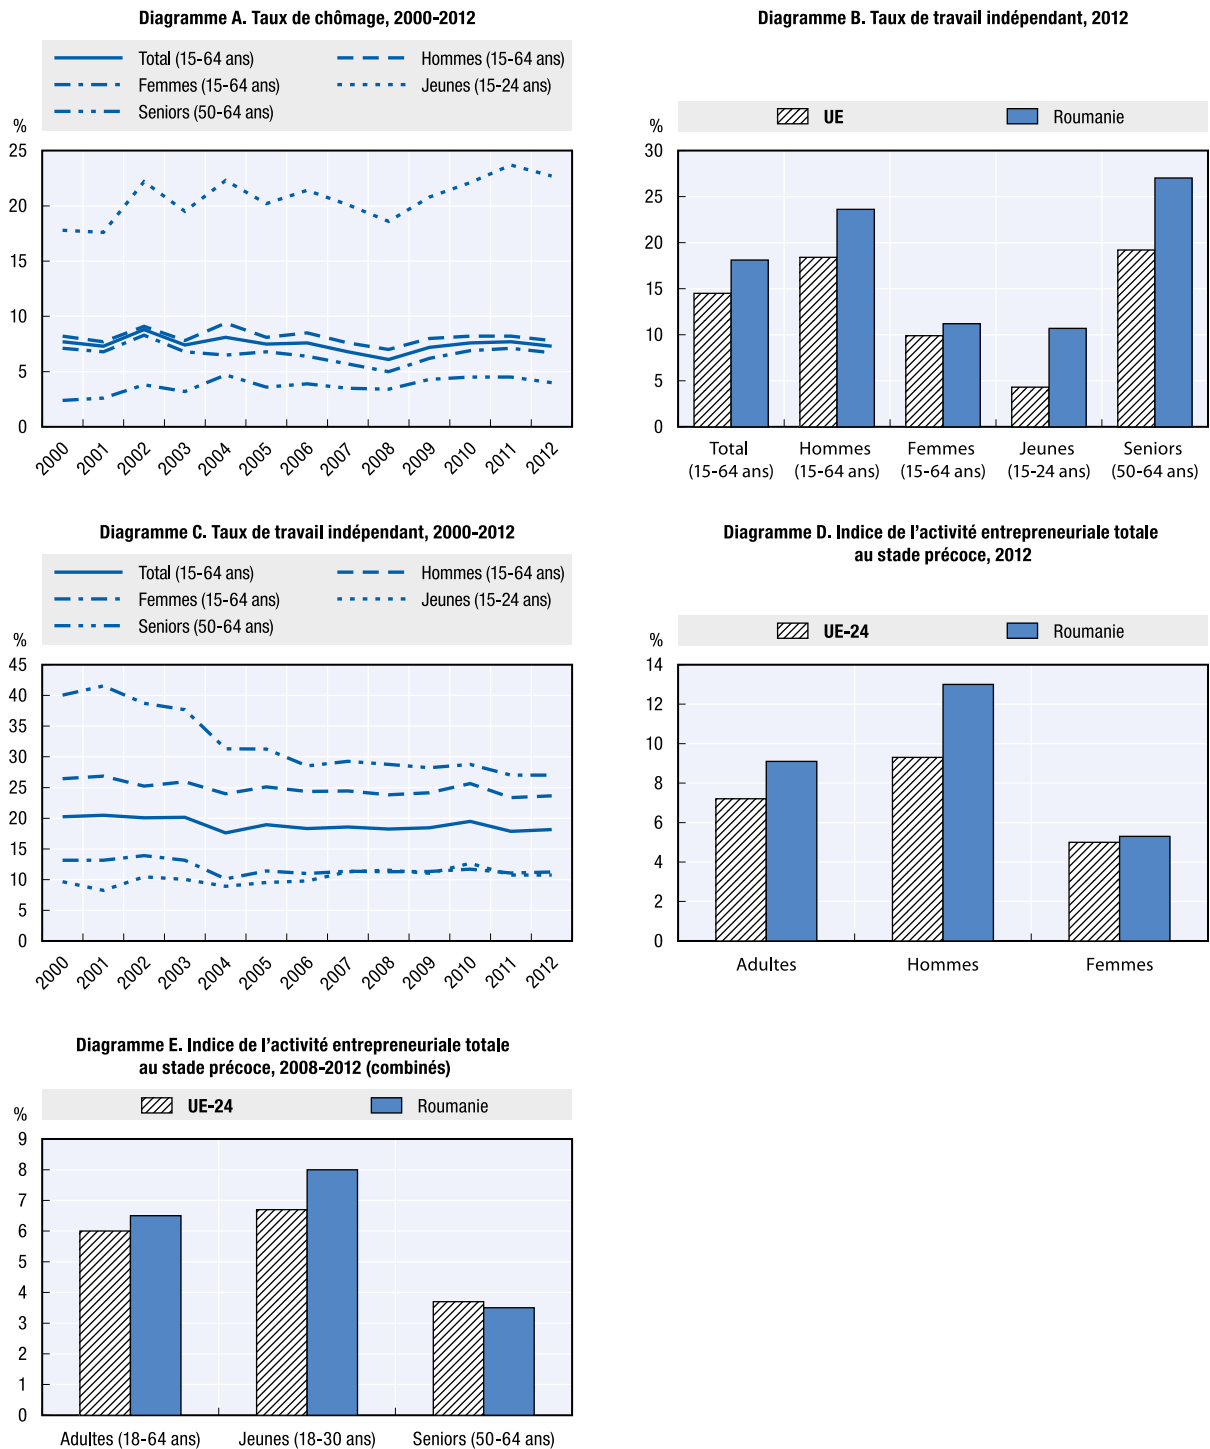 Diagramme A. Taux de chômage, 2000-2012
Total (15-64 ans)
Hommes (15-64 ans)
Femmes (15-64 ans)
Jeunes (15-24 ans)
Seniors (50-64 ans)
%
25
20
15
10
5
0
2000 2001 2002 2003 2004 2005 2006 2007 2008 2009 2010 2011 2012
Diagramme B. Taux de travail indépendant, 2012
UE
Roumanie
%
30
25
20
15
10
5
0
Total Hommes Femmes Jeunes Seniors
(15-64 ans) (15-64 ans) (15-64 ans) (15-24 ans) (50-64 ans)
Diagramme C. Taux de travail indépendant, 2000-2012
Total (15-64 ans)
Hommes (15-64 ans)
Femmes (15-64 ans)
Jeunes (15-24 ans)
Seniors (50-64 ans)
%
45
40
35
30
25
20
15
10
5
0
2000 2001 2002 2003 2004 2005 2006 2007 2008 2009 2010 2011 2012
Diagramme D. Indice de l’activité entrepreneuriale totale
au stade précoce, 2012
UE-24
Roumanie
%
14
12
10
8
6
4
2
0
Adultes Hommes Femmes
Diagramme E. Indice de l’activité entrepreneuriale totale
au stade précoce, 2008-2012 (combinés)
UE-24
Roumanie
%
9
8
7
6
5
4
3
2
1
0
Adultes (18-64 ans) Jeunes (18-30 ans) Seniors (50-64 ans)